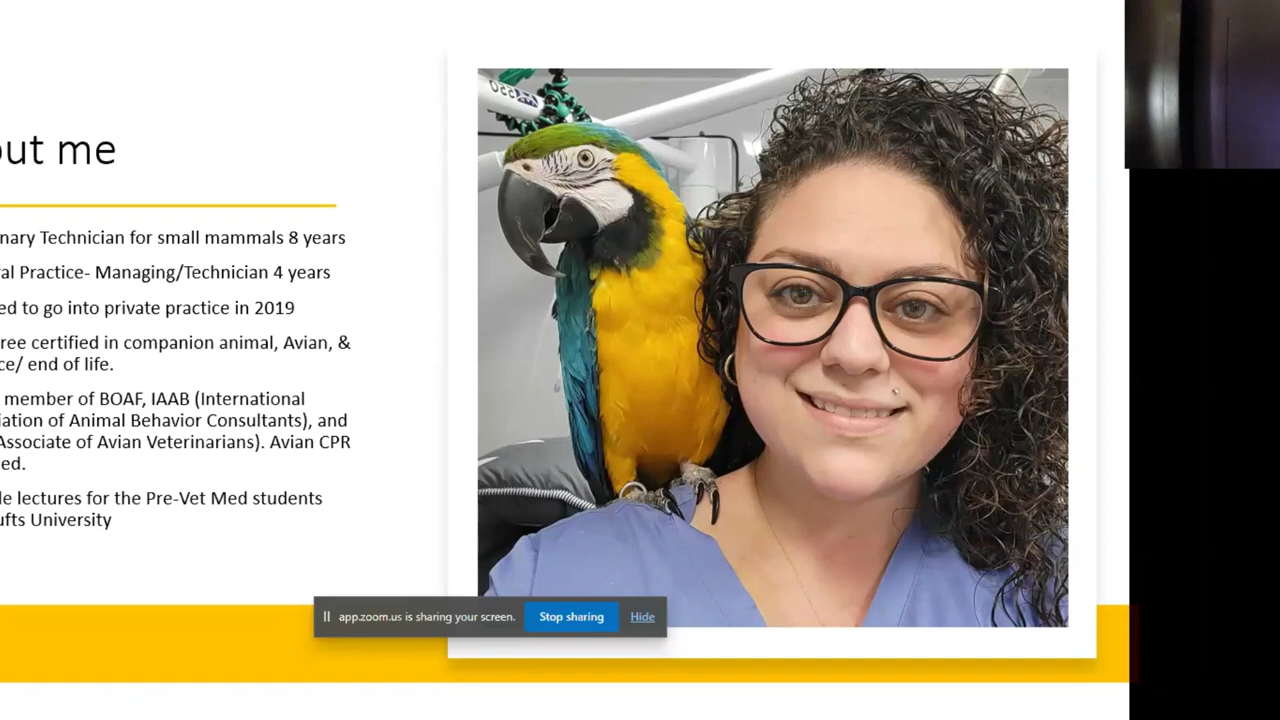 out me
nary Technician for small mammals 8 years
al Practice- Managing/Technician 4 years
ed to go into private practice in 2019
ree certified in companion animal, Avian, &
ce/ end of life.
member of BOAF, IAAB (International
iation of Animal Behavior Consultants), and
Associate of Avian Veterinarians). Avian CPR
ed.
le lectures for the Pre-Vet Med students
ufts University
app.zoom.us is sharing your screen.
Stop sharing
Hide